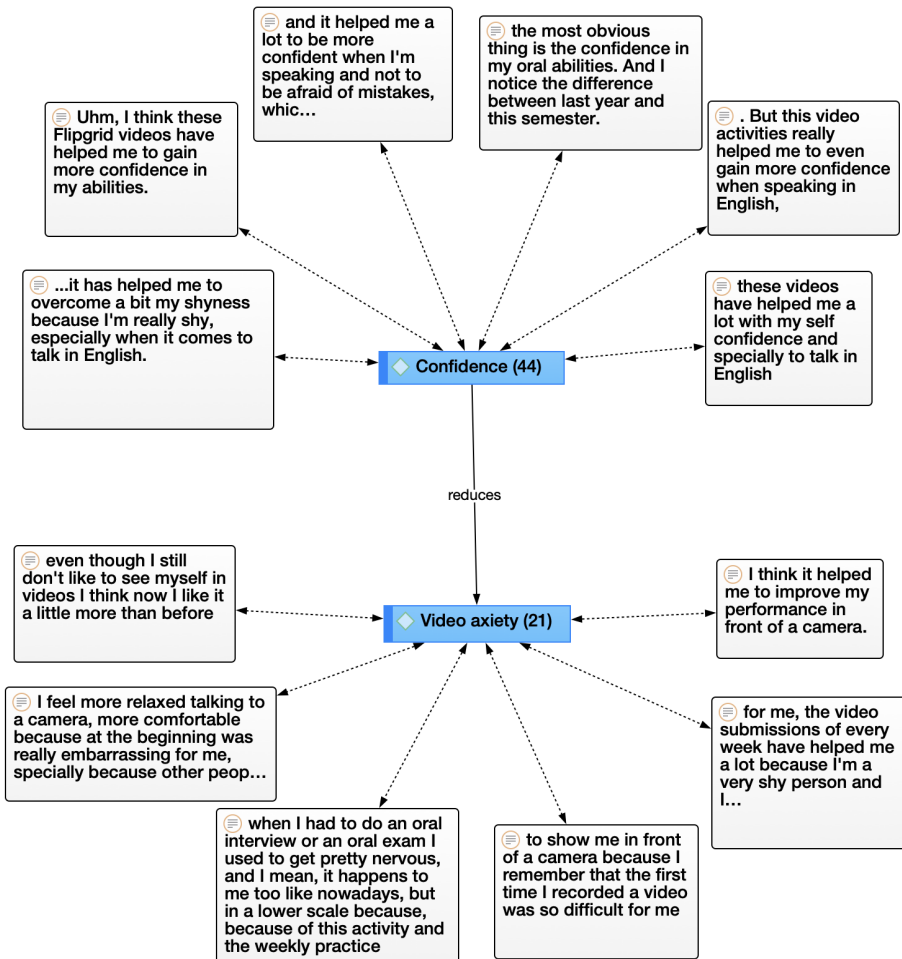 and it helped me a
lot to be more
confident when I'm
speaking and not to
be afraid of mistakes,
whic...
the most obvious
thing is the confidence in
my oral abilities. And I
notice the difference
between last year and
this semester.
Uhm, I think these
Flipgrid videos have
helped me to gain
more confidence in
my abilities.
. But this video
activities really
helped me to even
gain more confidence
when speaking in
English,
...it has helped me to
overcome a bit my shyness
because I'm really shy,
especially when it comes to
talk in English.
these videos
have helped me a
lot with my self
confidence and
specially to talk in
English
Confidence (44)
reduces
even though I still
don't like to see myself in
videos I think now I like it
a little more than before
Video axiety (21)
I think it helped
me to improve my
performance in
front of a camera.
I feel more relaxed talking to
a camera, more comfortable
because at the beginning was
really embarrassing for me,
specially because other peop...
for me, the video
submissions of every
week have helped me
a lot because I'm a
very shy person and
I...
when I had to do an oral
interview or an oral exam I
used to get pretty nervous,
and I mean, it happens to
me too like nowadays, but
in a lower scale because,
because of this activity and
the weekly practice
to show me in front
of a camera because I
remember that the first
time I recorded a video
was so difficult for me